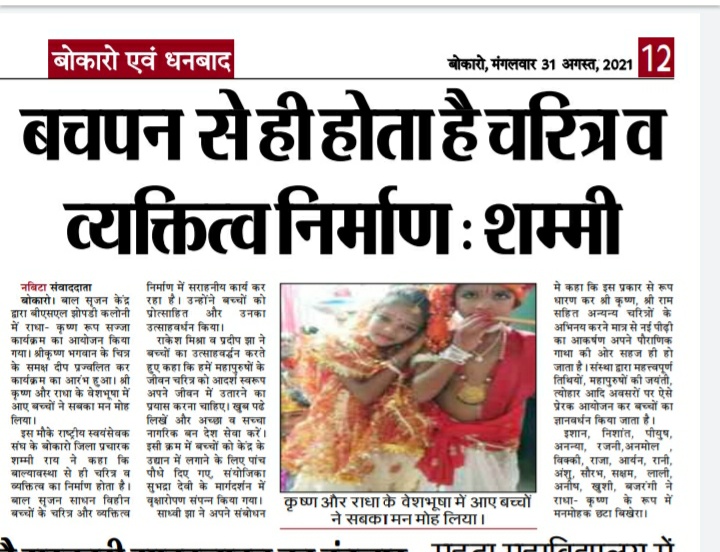 बोकारो एवं धनबाद
बोकारो, मंगलवार 31 अगस्त, 2021 12
बचपन से ही होता है चरित्र व
व्यक्तित्व निर्माण : शम्मी
नबिटा संवाददाता
बोकारो। बाल सृजन केंद्र
द्वारा बीएसएल झोपडी कलोनी
में राधा- कृष्ण रूप सज्जा
कार्यक्रम का आयोजन किया
गया। श्रीकृष्ण भगवान के चित्र
के समक्ष दीप प्रज्वलित कर
कार्यक्रम का आरंभ हुआ। श्री
कृष्ण और राधा के वेशभूषा में
आए बच्चों ने सबका मन मोह
लिया।
इस मौके राष्ट्रीय स्वयंसेवक
संघ के बोकारो जिला प्रचारक
शम्मी राय ने कहा कि
बाल्यावस्था से ही चरित्र व
व्यक्तित्व का निर्माण होता है।
बाल सृजन साधन विहीन
बच्चों के चरित्र और व्यक्तित्व
निर्माण में सराहनीय कार्य कर
रहा है। उन्होंने बच्चों को
प्रोत्साहित और उनका
उत्साहवर्धन किया।
राकेश मिश्रा व प्रदीप झा ने
बच्चों का उत्साहवर्द्धन करते
हुए कहा कि हमें महापुरुषों के
जीवन चरित्र को आदर्श स्वरूप
अपने जीवन में उतारने का
प्रयास करना चाहिए। खुब पढे
लिखें और अच्छा व सच्चा
नागरिक बन देश सेवा करें।
इसी क्रम में बच्चों को केंद्र के
उद्यान में लगाने के लिए पांच
पौधे दिए गए, संयोजिका
सुभद्रा देवी के मार्गदर्शन में
वृक्षारोपण संपन्न किया गया।
साध्वी झा ने अपने संबोधन
कृष्ण और राधा के वेशभूषा में आए बच्चों
ने सबका मन मोह लिया।
मे कहा कि इस प्रकार से रूप
धारण कर श्री कृष्ण, श्री राम
सहित अन्यन्य चरित्रों के
अभिनय करने मात्र से नई पीढ़ी
का आकर्षण अपने पौराणिक
गाथा की ओर सहज ही हो
जाता है। संस्था द्वारा महत्त्वपूर्ण
तिथियों, महापुरुषों की जयंती,
त्योहार आदि अवसरों पर ऐसे
प्रेरक आयोजन कर बच्चों का
ज्ञानवर्धन किया जाता है।
इशान, निशांत, पीयुष,
अनन्या, रजनी,अनमोल ,
विक्की, राजा, आर्यन, रानी,
अंशु, सौरभ, सक्षम, लाली,
अनीष, खुशी, बजरंगी ने
राधा- कृष्ण के रूप में
मनमोहक छटा बिखेरा।